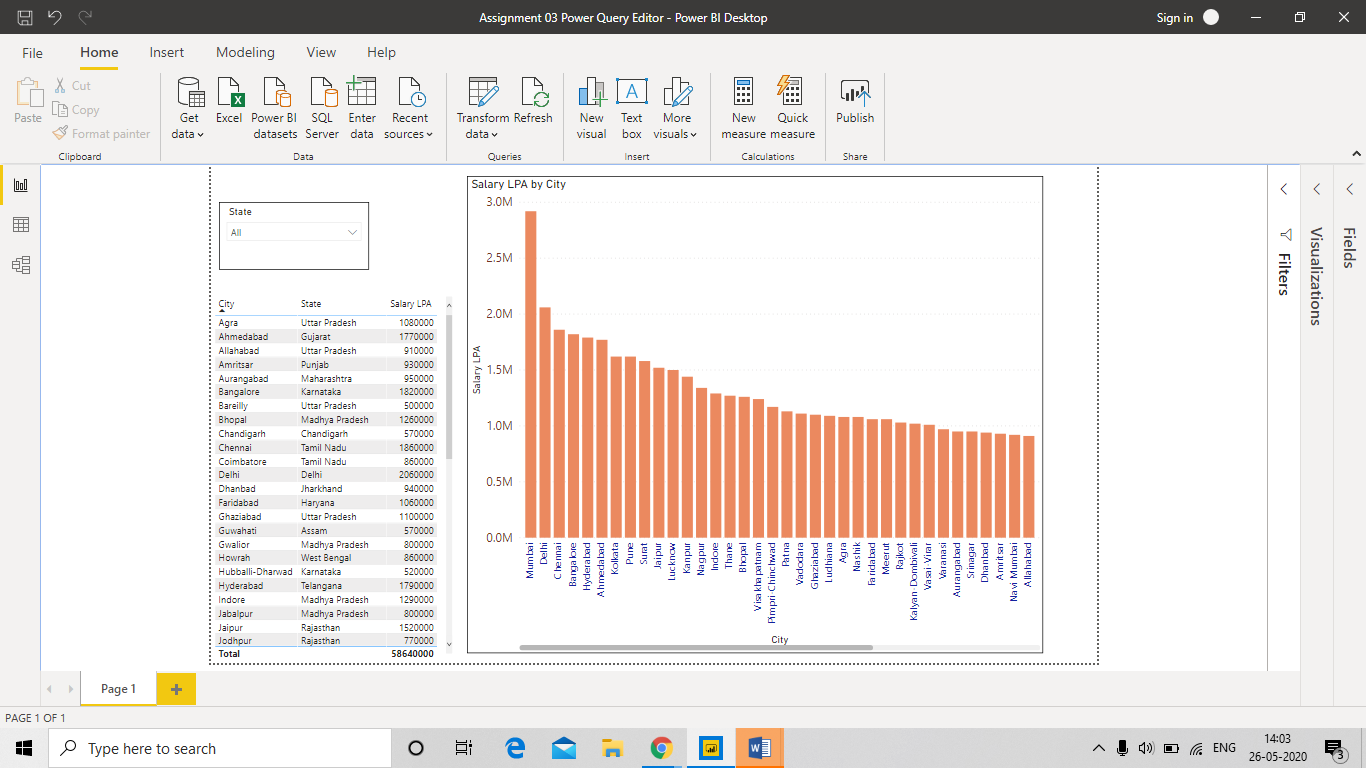 Assignment 03 Power Query Editor - Power BI Desktop
Sign in
File Home Insert Modeling View Help
Paste
Cut
Copy
Format painter
Clipboard
Get data
Excel
Power BI datasets
SQL Server
Enter data
Recent sources
Data
Transform data
Refresh
Queries
New visual
Text box
More visuals
Insert
New measure
Quick measure
Calculations
Publish
Share
State
All
City State Salary LPA
Agra Uttar Pradesh 1080000
Ahmedabad Gujarat 1770000
Allahabad Uttar Pradesh 910000
Amritsar Punjab 930000
Aurangabad Maharashtra 950000
Bangalore Karnataka 1820000
Bareilly Uttar Pradesh 500000
Bhopal Madhya Pradesh 1260000
Chandigarh Chandigarh 570000
Chennai Tamil Nadu 1860000
Coimbatore Tamil Nadu 860000
Delhi Delhi 2060000
Dhanbad Jharkhand 940000
Faridabad Haryana 1060000
Ghaziabad Uttar Pradesh 1100000
Guwahati Assam 570000
Gwalior Madhya Pradesh 800000
Howrah West Bengal 860000
Hubballi-Dharwad Karnataka 520000
Hyderabad Telangana 1790000
Indore Madhya Pradesh 1290000
Jabalpur Madhya Pradesh 800000
Jaipur Rajasthan 1520000
Jodhpur Rajasthan 770000
Total 58640000
Salary LPA by City
3.0M
2.5M
2.0M
1.5M
1.0M
0.5M
0.0M
Salary LPA
Mumbai
Delhi
Chennai
Bangalore
Hyderabad
Ahmedabad
Kolkata
Pune
Surat
Jaipur
Lucknow
Kanpur
Nagpur
Indore
Thane
Bhopal
Visakhapatnam
Pimpri-Chinchwad
Patna
Vadodara
Ghaziabad
Ludhiana
Agra
Nashik
Faridabad
Meerut
Rajkot
Kalyan-Dombivali
Vasai-Virar
Varanasi
Aurangabad
Srinagar
Dhanbad
Amritsar
Navi Mumbai
Allahabad
City
Filters
Visualizations
Fields
Page 1
PAGE 1 OF 1
Type here to search
ENG
14:03
26-05-2020
3